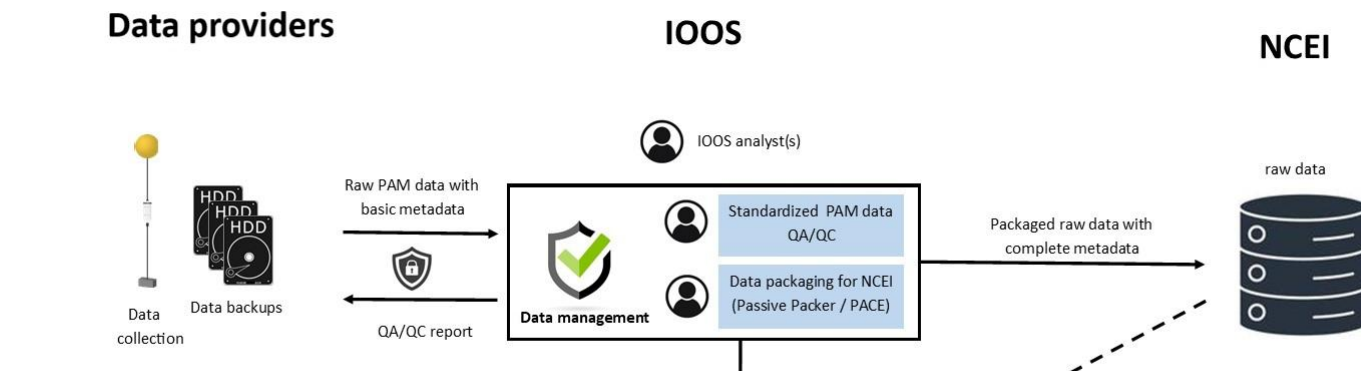 Data providers
IOOS
NCEI
IOOS analyst(s)
raw data
Raw PAM data with
basic metadata
HDD
HDD
HDD
Standardized PAM data
QA/QC
Packaged raw data with
complete metadata
Data packaging for NCEI
(Passive Packer / PACE)
Data management
Data backups
Data
collection
QA/QC report